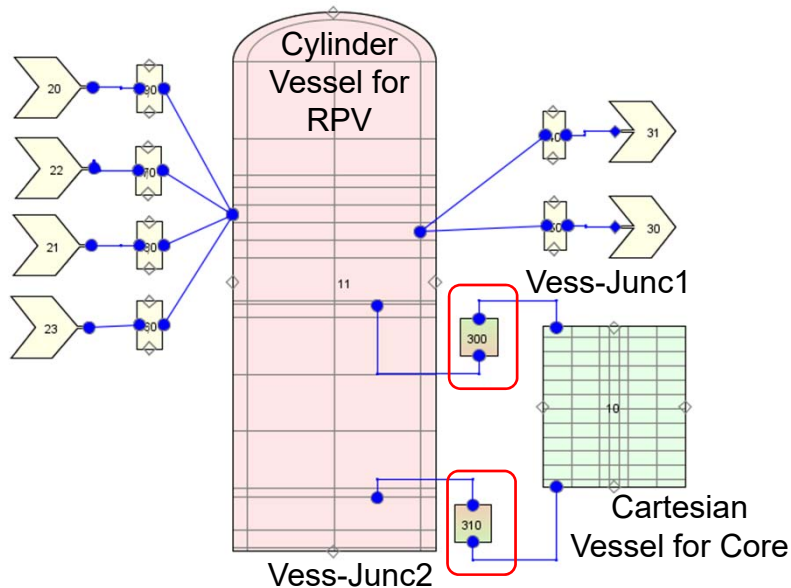 Cylinder
Vessel for
RPV
20
22
21
23
31
30
11
Vess-Junc1
300
10
310
Cartesian
Vessel for Core
Vess-Junc2